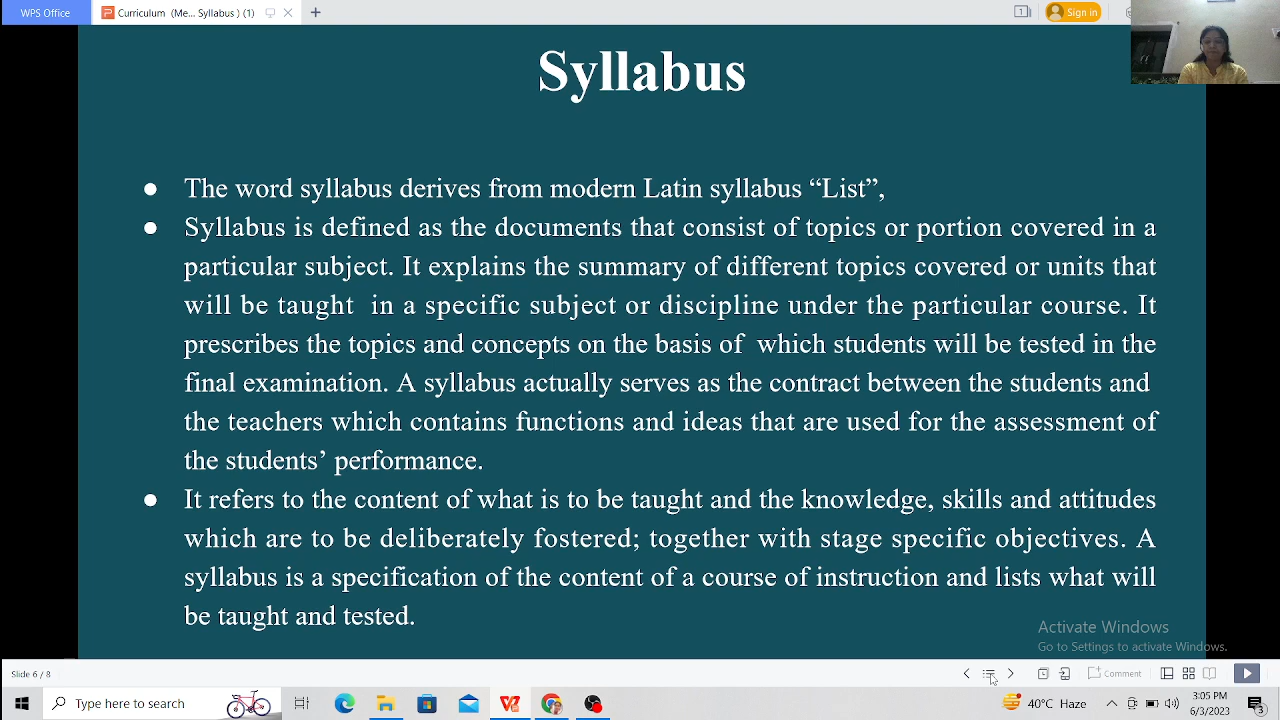 WPS Office
Curriculum (Me... Syllabus) (1)
+
1
Sign in
Syllabus
● The word syllabus derives from modern Latin syllabus “List”,
● Syllabus is defined as the documents that consist of topics or portion covered in a
particular subject. It explains the summary of different topics covered or units that
will be taught in a specific subject or discipline under the particular course. It
prescribes the topics and concepts on the basis of which students will be tested in the
final examination. A syllabus actually serves as the contract between the students and
the teachers which contains functions and ideas that are used for the assessment of
the students’ performance.
● It refers to the content of what is to be taught and the knowledge, skills and attitudes
which are to be deliberately fostered; together with stage specific objectives. A
syllabus is a specification of the content of a course of instruction and lists what will
be taught and tested.
Activate Windows
Go to Settings to activate Windows.
Slide 6 / 8
Comment
Type here to search
40°C Haze
3:05 PM
6/3/2023
3